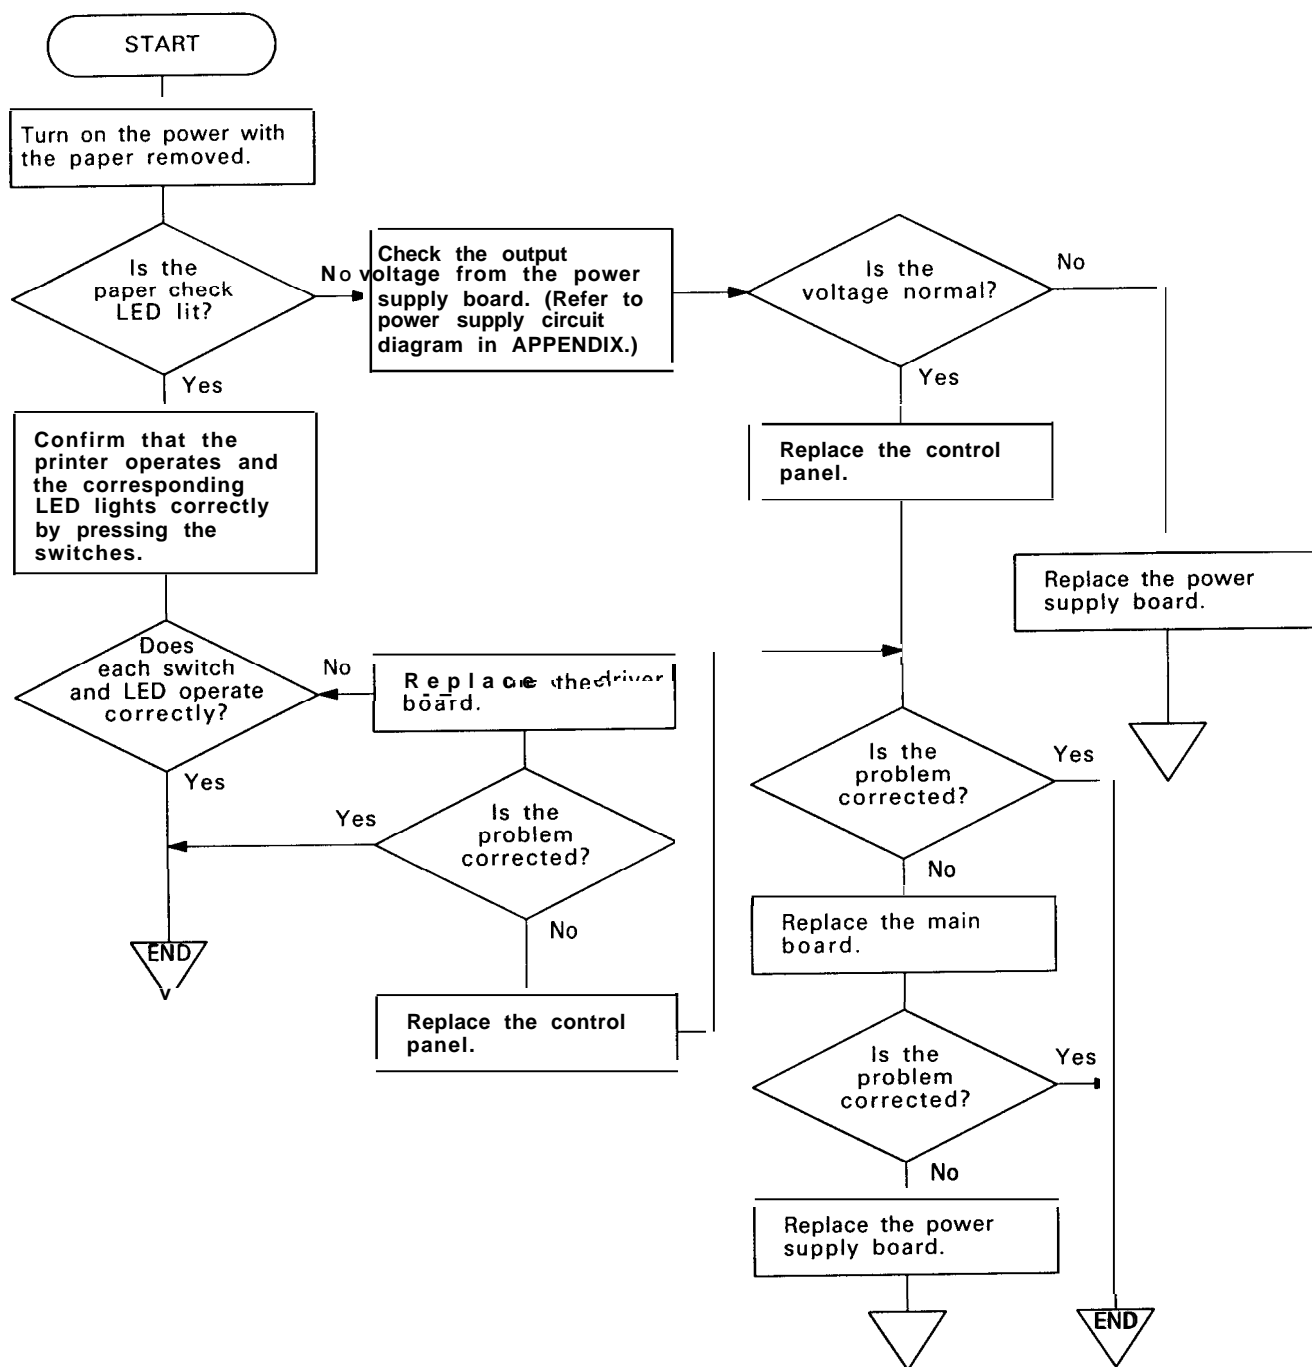 START
Turn on the power with
the paper removed.
Is the
paper check
LED lit?
No
Yes
Check the output
voltage from the power
supply board. (Refer to
power supply circuit
diagram in APPENDIX.)
Is the
voltage normal?
No
Yes
Confirm that the
printer operates and
the corresponding
LED lights correctly
by pressing the
switches.
Replace the control
panel.
Replace the power
supply board.
Does
each switch
and LED operate
correctly?
No
Yes
Replace the driver
board.
Is the
problem
corrected?
Yes
No
END
Replace the control
panel.
Is the
problem
corrected?
Yes
No
Replace the main
board.
Is the
problem
corrected?
Yes
No
Replace the power
supply board.
END